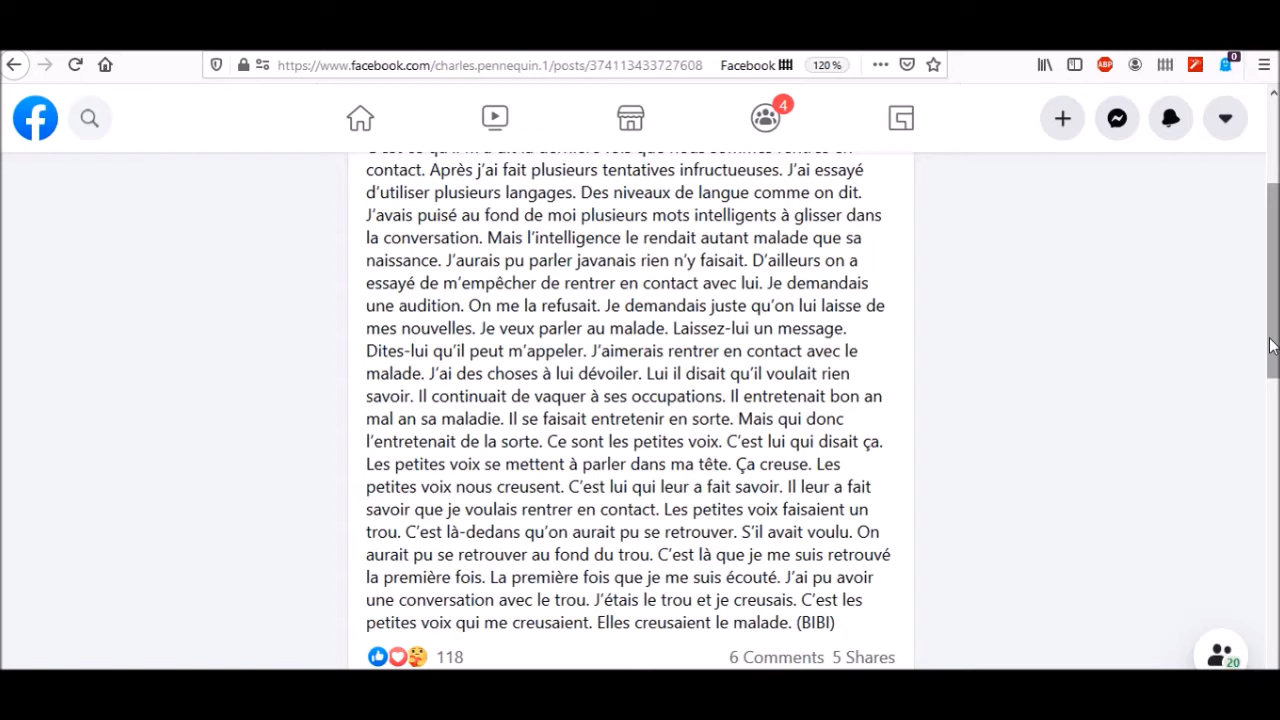 https://www.facebook.com/charles.pennequin.1/posts/374113433727608
Facebook
120 %
ABP
0
4
contact. Après j’ai fait plusieurs tentatives infructueuses. J’ai essayé
d’utiliser plusieurs langages. Des niveaux de langue comme on dit.
J’avais puisé au fond de moi plusieurs mots intelligents à glisser dans
la conversation. Mais l’intelligence le rendait autant malade que sa
naissance. J’aurais pu parler javanais rien n’y faisait. D’ailleurs on a
essayé de m’empêcher de rentrer en contact avec lui. Je demandais
une audition. On me la refusait. Je demandais juste qu’on lui laisse de
mes nouvelles. Je veux parler au malade. Laissez-lui un message.
Dites-lui qu’il peut m’appeler. J’aimerais rentrer en contact avec le
malade. J’ai des choses à lui dévoiler. Lui il disait qu’il voulait rien
savoir. Il continuait de vaquer à ses occupations. Il entretenait bon an
mal an sa maladie. Il se faisait entretenir en sorte. Mais qui donc
l’entretenait de la sorte. Ce sont les petites voix. C’est lui qui disait ça.
Les petites voix se mettent à parler dans ma tête. Ça creuse. Les
petites voix nous creusent. C’est lui qui leur a fait savoir. Il leur a fait
savoir que je voulais rentrer en contact. Les petites voix faisaient un
trou. C’est là-dedans qu’on aurait pu se retrouver. S’il avait voulu. On
aurait pu se retrouver au fond du trou. C’est là que je me suis retrouvé
la première fois. La première fois que je me suis écouté. J’ai pu avoir
une conversation avec le trou. J’étais le trou et je creusais. C’est les
petites voix qui me creusaient. Elles creusaient le malade. (BIBI)
118
6 Comments 5 Shares
20